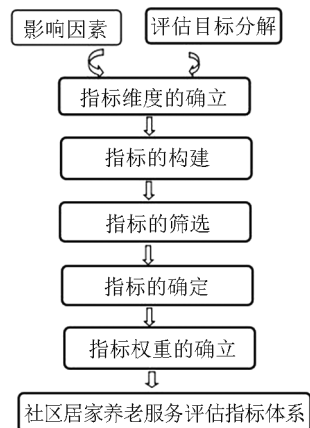 影响因素
评估目标分解
指标维度的确立
指标的构建
指标的筛选
指标的确定
指标权重的确立
社区居家养老服务评估指标体系